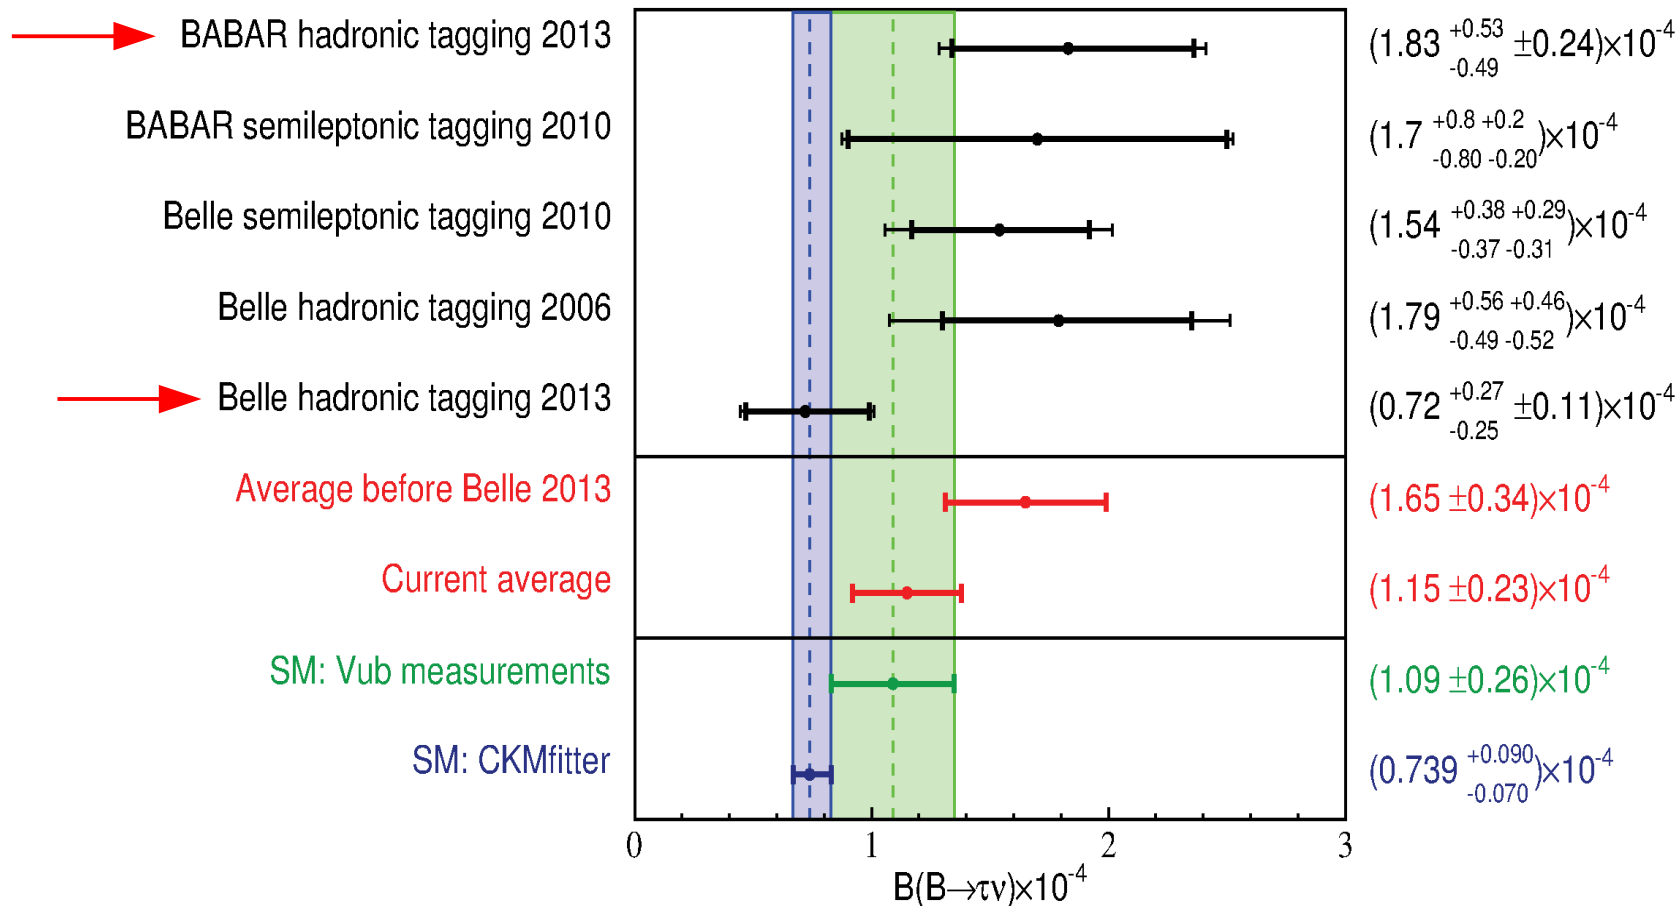 BABAR hadronic tagging 2013 (1.83 +0.53 -0.49 ±0.24)×10-4
BABAR semileptonic tagging 2010 (1.7 +0.8 +0.2 -0.80 -0.20)×10-4
Belle semileptonic tagging 2010 (1.54 +0.38 +0.29 -0.37 -0.31)×10-4
Belle hadronic tagging 2006 (1.79 +0.56 +0.46 -0.49 -0.52)×10-4
Belle hadronic tagging 2013 (0.72 +0.27 -0.25 ±0.11)×10-4
Average before Belle 2013 (1.65 ±0.34)×10-4
Current average (1.15 ±0.23)×10-4
SM: Vub measurements (1.09 ±0.26)×10-4
SM: CKMfitter (0.739 +0.090 -0.070)×10-4
0 1 2 3
B(B→τν)×10-4